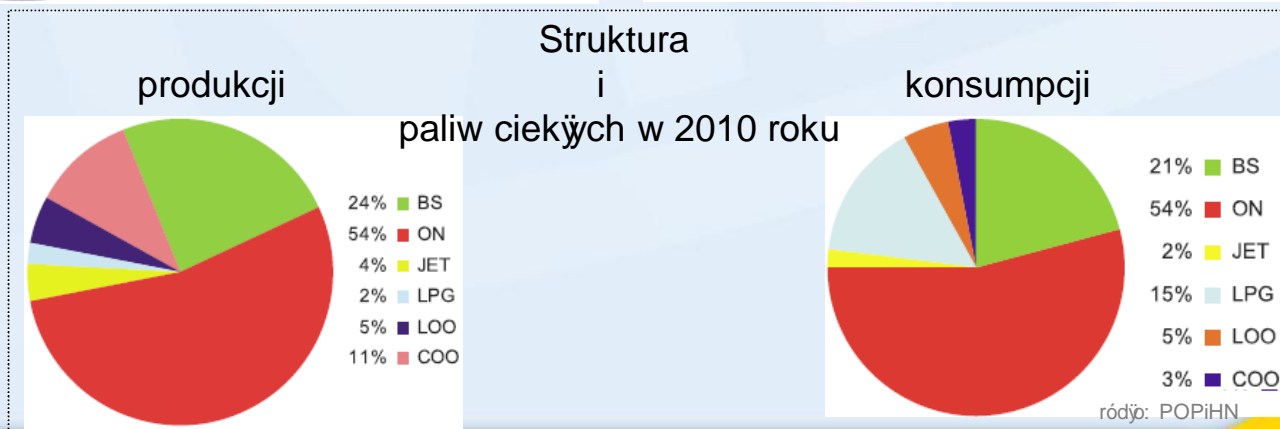 Struktura
produkcji i konsumpcji
paliw ciekÿch w 2010 roku
24% BS
54% ON
4% JET
2% LPG
5% LOO
11% COO
21% BS
54% ON
2% JET
15% LPG
5% LOO
3% COO
ródÿo: POPiHN